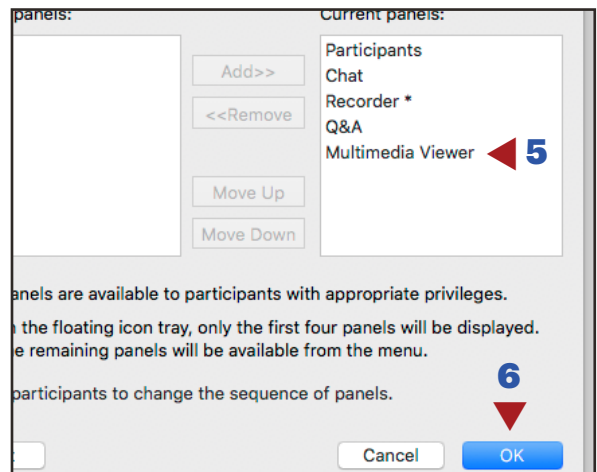 panels:
Current panels:
Participants
Chat
Recorder *
Q&A
Multimedia Viewer
5
Add>>
<<Remove
Move Up
Move Down
anels are available to participants with appropriate privileges.
the floating icon tray, only the first four panels will be displayed.
e remaining panels will be available from the menu.
participants to change the sequence of panels.
6
Cancel
OK